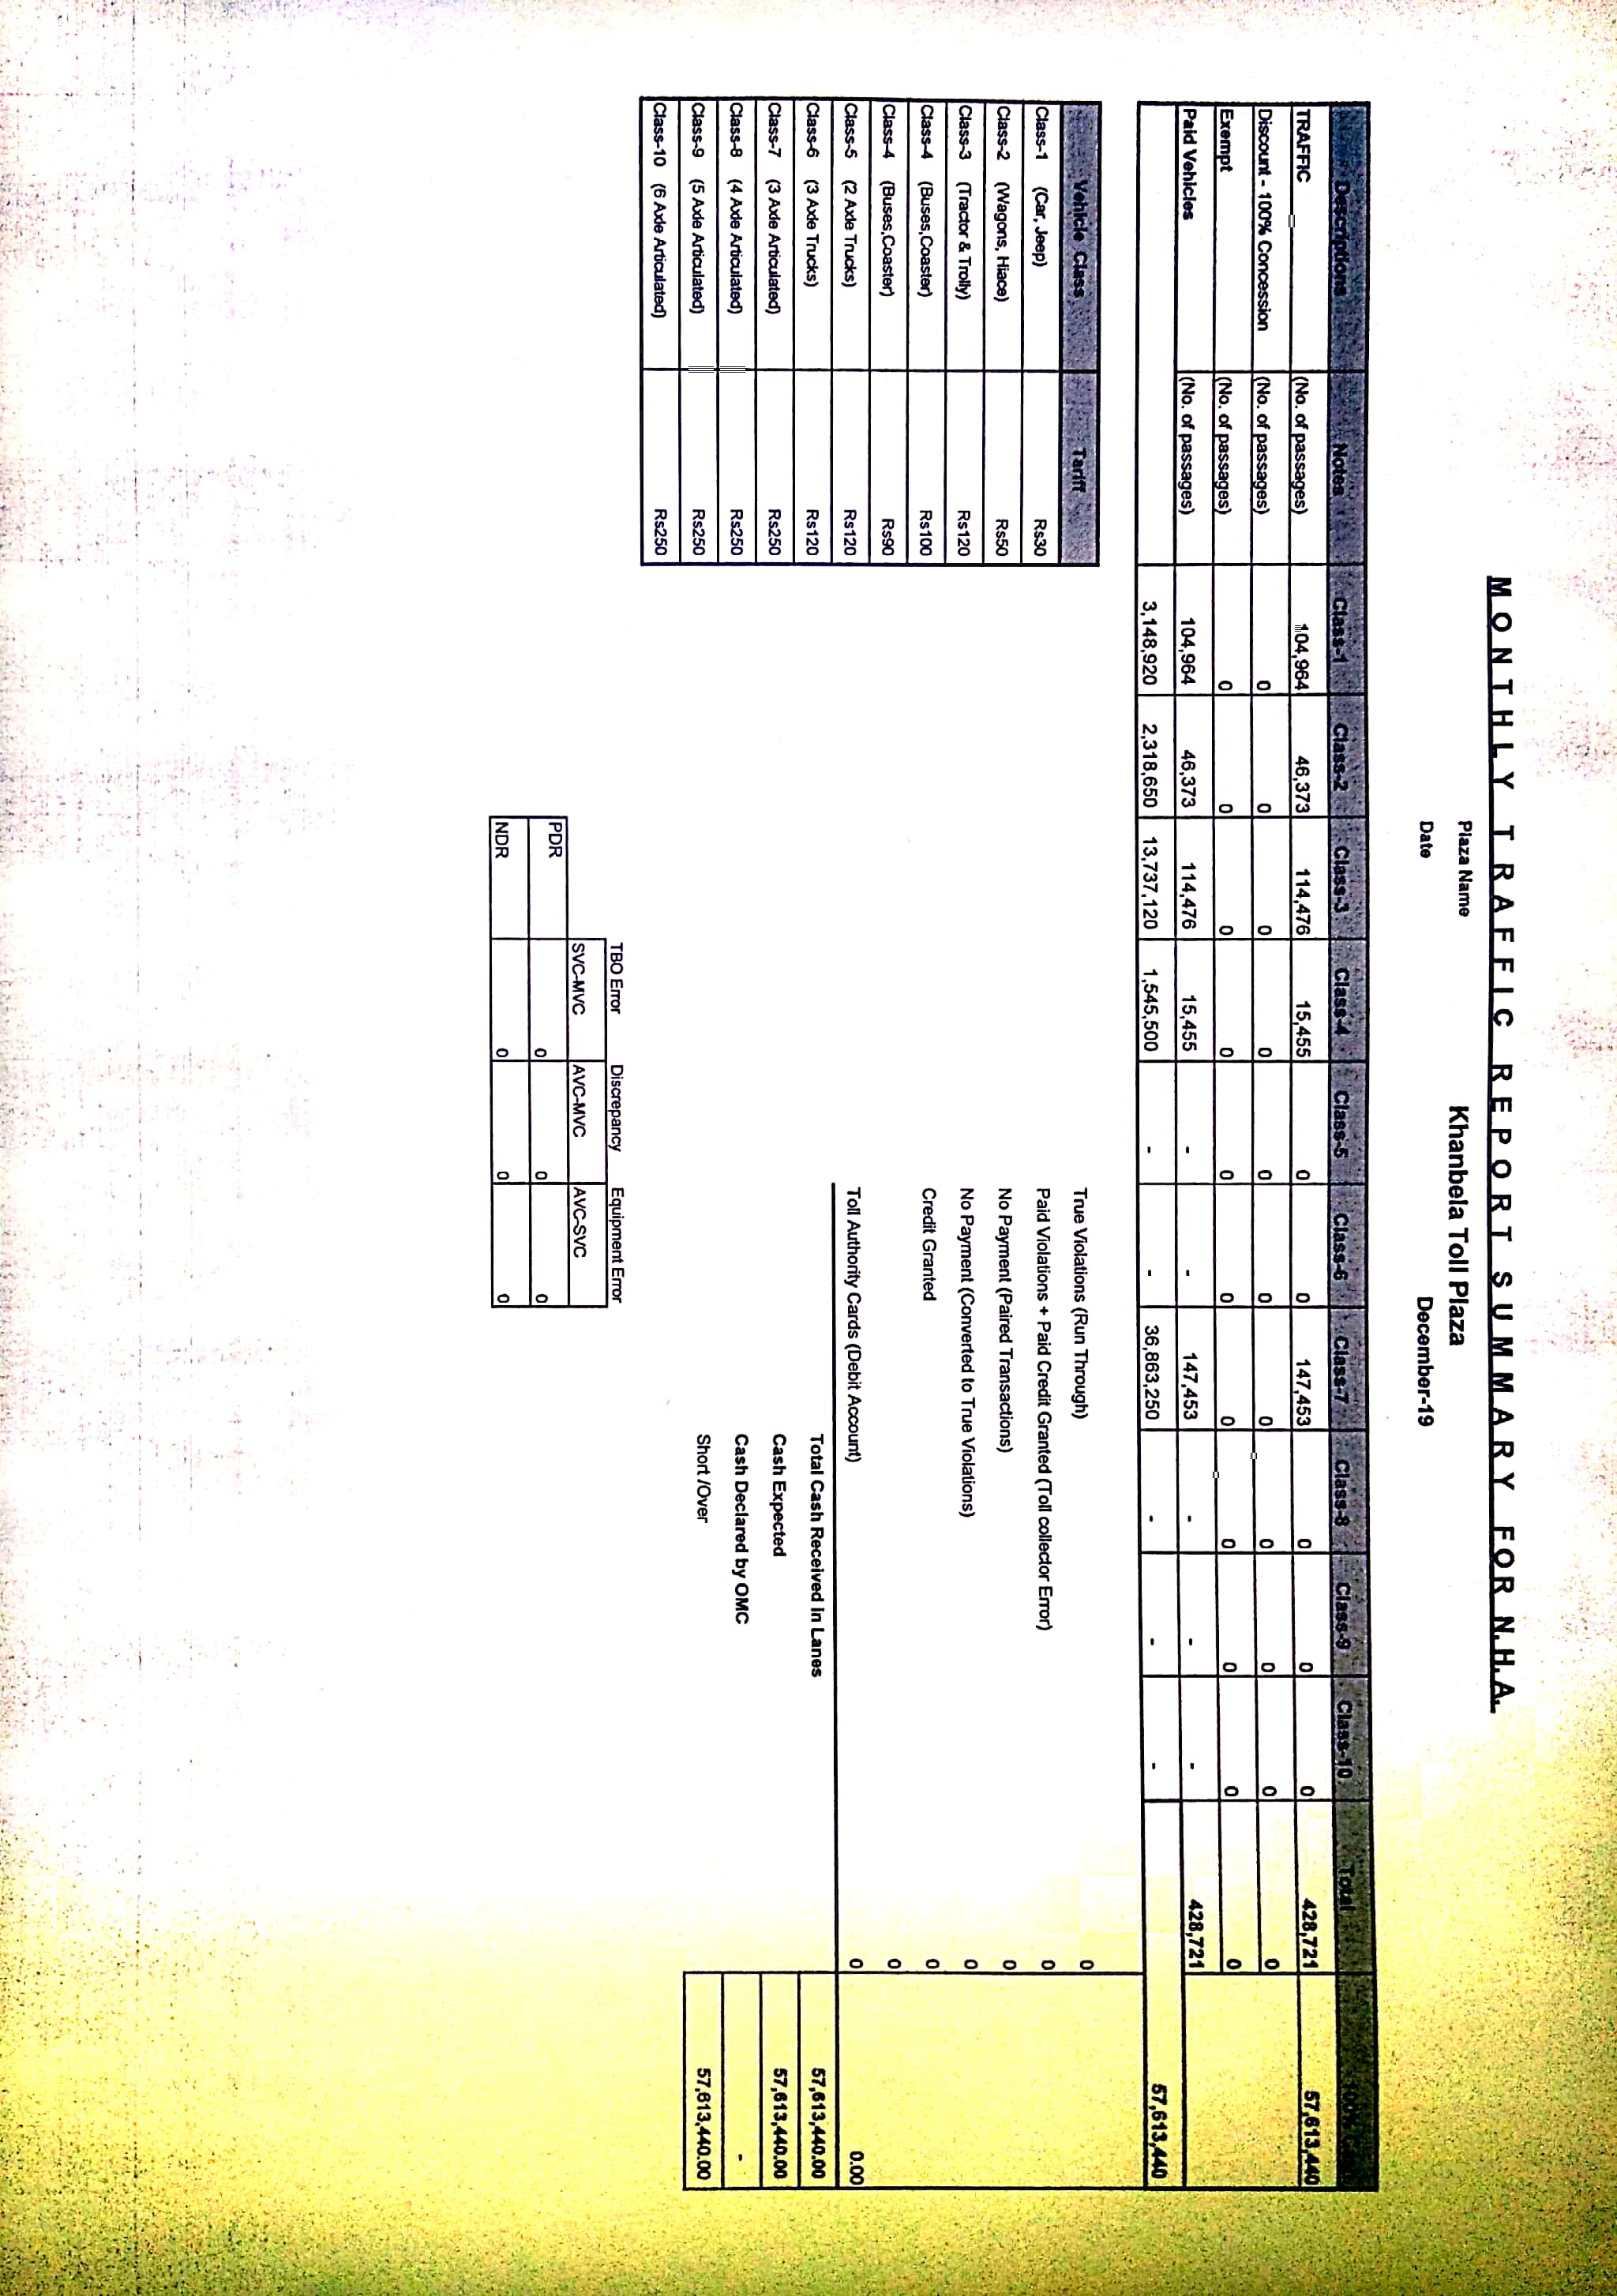 MONTHLY TRAFFIC REPORT SUMMARY FOR N.H.A.
Plaza Name Khanbela Toll Plaza
Date December-19
Descriptions Notes Class-1 Class-2 Class-3 Class-4 Class-5 Class-6 Class-7 Class-8 Class-9 Class-10 Total
TRAFFIC (No. of passages) 104,964 46,373 114,476 15,455 0 0 147,453 0 0 0 428,721 57,613,440
Discount - 100% Concession (No. of passages) 0 0 0 0 0 0 0 0 0 0 0
Exempt (No. of passages) 0 0 0 0 0 0 0 0 0 0 0
Paid Vehicles (No. of passages) 104,964 46,373 114,476 15,455 - - 147,453 - - - 428,721
3,148,920 2,318,650 13,737,120 1,545,500 - - 36,863,250 - - - 57,613,440
Vehicle Class Tariff
Class-1 (Car, Jeep) Rs30
Class-2 (Wagons, Hiace) Rs50
Class-3 (Tractor & Trolly) Rs120
Class-4 (Buses,Coaster) Rs100
Class-4 (Buses,Coaster) Rs90
Class-5 (2 Axle Trucks) Rs120
Class-6 (3 Axle Trucks) Rs120
Class-7 (3 Axle Articulated) Rs250
Class-8 (4 Axle Articulated) Rs250
Class-9 (5 Axle Articulated) Rs250
Class-10 (6 Axle Articulated) Rs250
True Violations (Run Through) 0
Paid Violations + Paid Credit Granted (Toll collector Error) 0
No Payment (Paired Transactions) 0
No Payment (Converted to True Violations) 0
Credit Granted 0
0
Toll Authority Cards (Debit Account) 0 0.00
Total Cash Received in Lanes 57,613,440.00
Cash Expected 57,613,440.00
Cash Declared by OMC -
Short /Over 57,613,440.00
TBO Error Discrepancy Equipment Error
SVC-MVC AVC-MVC AVC-SVC
PDR 0 0 0
NDR 0 0 0